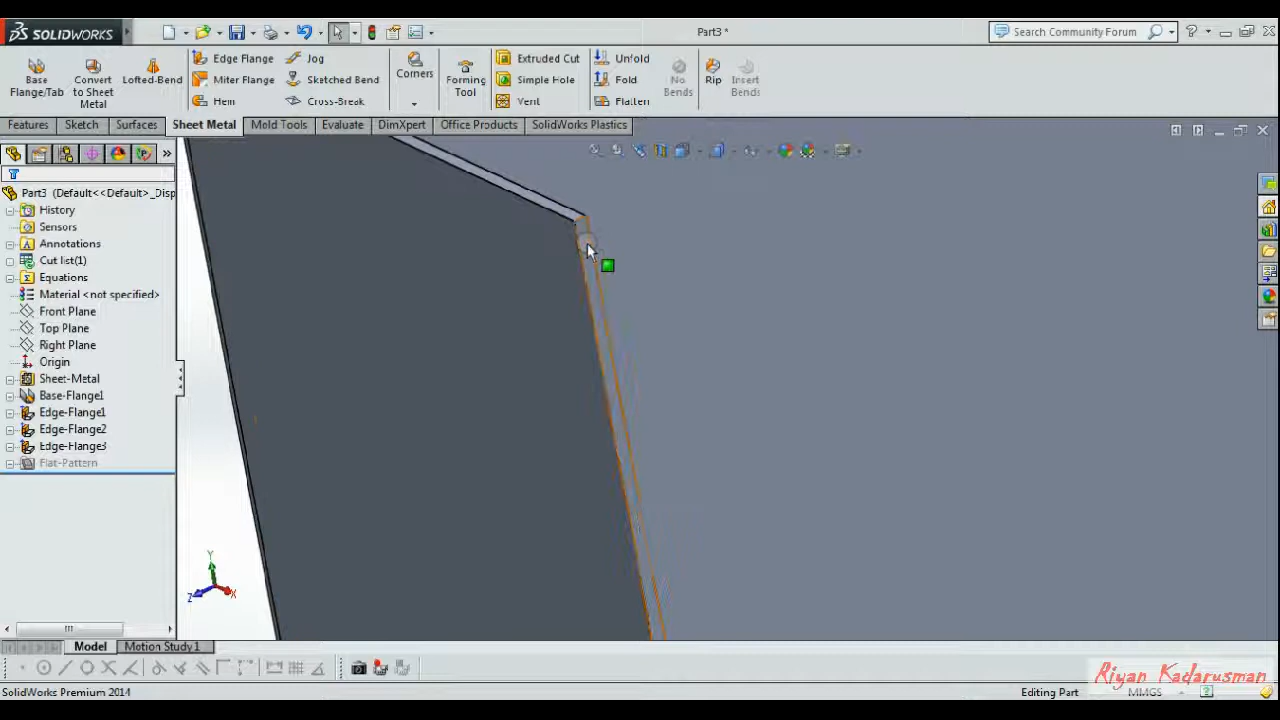 SOLIDWORKS
Part3 *
Search Community Forum
Base Flange/Tab
Convert to Sheet Metal
Lofted-Bend
Edge Flange
Miter Flange
Hem
Jog
Sketched Bend
Cross-Break
Corners
Forming Tool
Extruded Cut
Simple Hole
Vent
Unfold
Fold
Flatten
No Bends
Rip
Insert Bends
Features
Sketch
Surfaces
Sheet Metal
Mold Tools
Evaluate
DimXpert
Office Products
SolidWorks Plastics
Part3 (Default<<Default>_Disp
History
Sensors
Annotations
Cut list(1)
Equations
Material <not specified>
Front Plane
Top Plane
Right Plane
Origin
Sheet-Metal
Base-Flange1
Edge-Flange1
Edge-Flange2
Edge-Flange3
Flat-Pattern
Y
Z
X
Model
Motion Study 1
Riyan Kadarusman
SolidWorks Premium 2014
Editing Part
MMGS